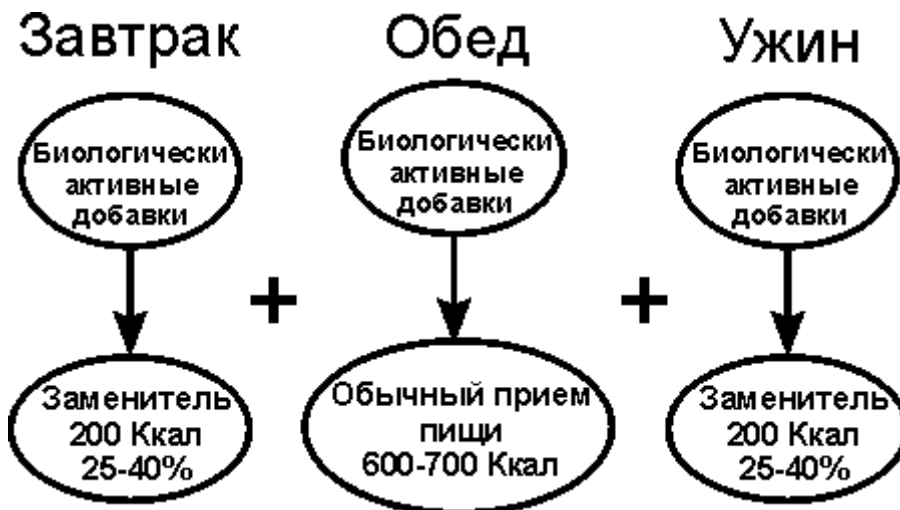 Завтрак
Биологически
активные
добавки
Заменитель
200 Ккал
25-40%
+
Обед
Биологически
активные
добавки
Обычный прием
пищи
600-700 Ккал
+
Ужин
Биологически
активные
добавки
Заменитель
200 Ккал
25-40%